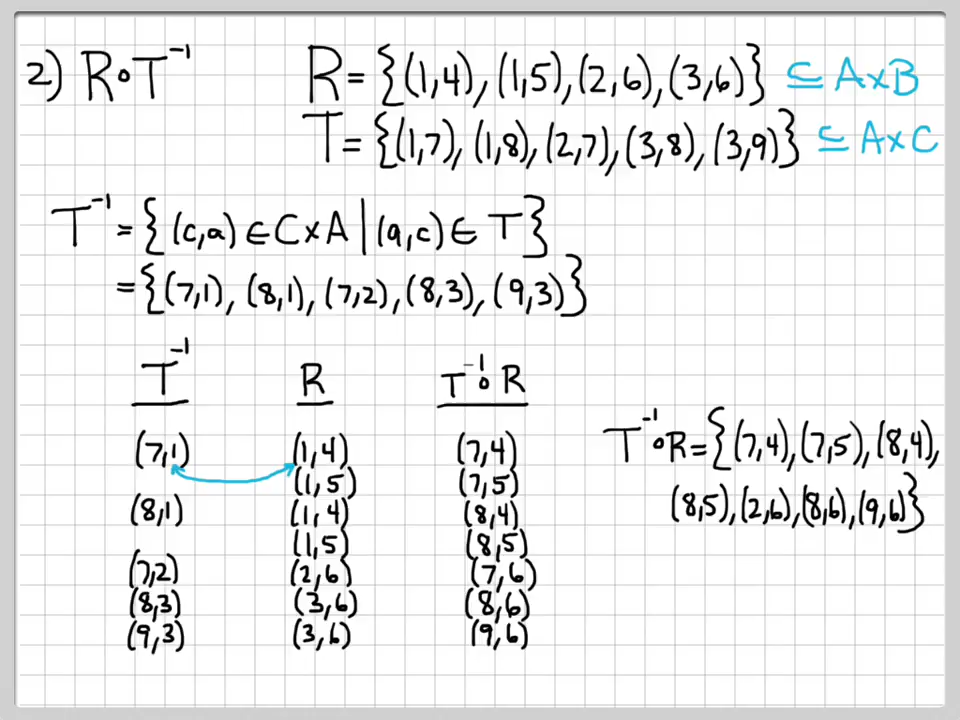 2) R∘T⁻¹ R = {(1,4), (1,5), (2,6), (3,6)} ⊆ A×B
T = {(1,7), (1,8), (2,7), (3,8), (3,9)} ⊆ A×C
T⁻¹ = {(c,a) ∈ C×A | (a,c) ∈ T}
= {(7,1), (8,1), (7,2), (8,3), (9,3)}
T⁻¹ R T⁻¹∘R
(7,1) (1,4) (7,4)
(1,5) (7,5)
(8,1) (1,4) (8,4)
(1,5) (8,5)
(7,2) (2,6) (7,6)
(8,3) (3,6) (8,6)
(9,3) (3,6) (9,6)
T⁻¹∘R = {(7,4), (7,5), (8,4),
(8,5), (2,6), (8,6), (9,6)}